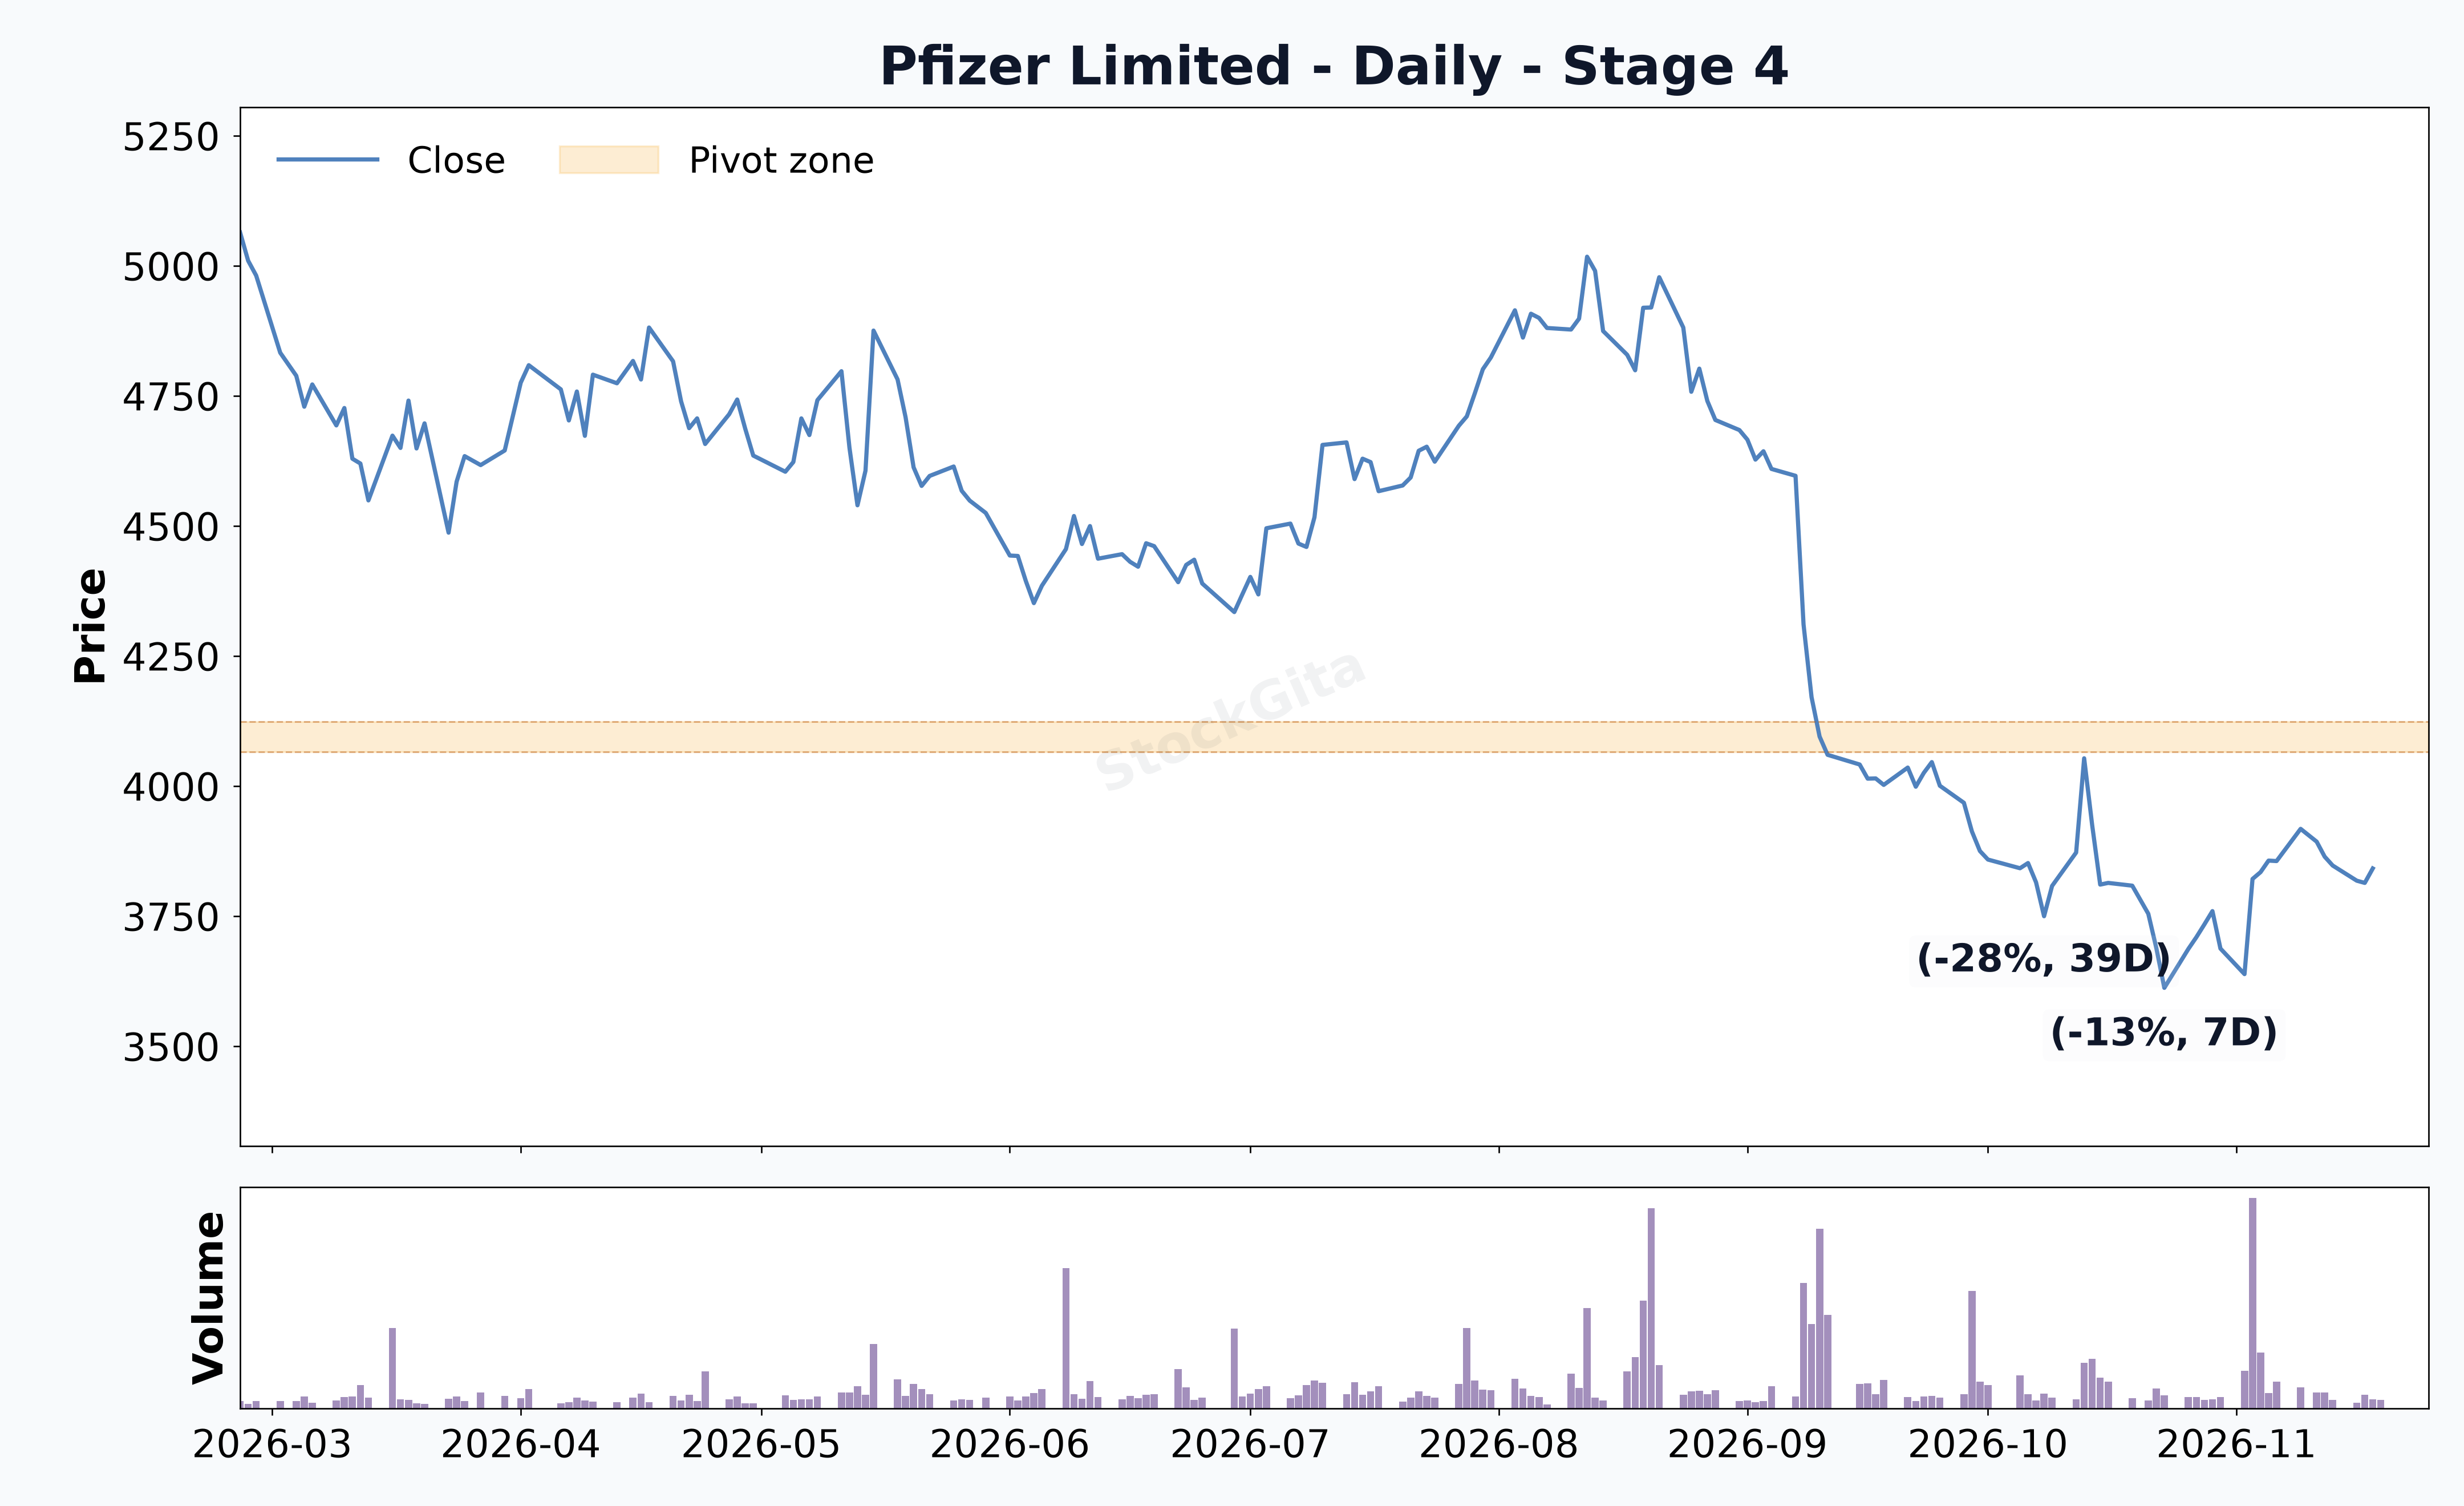 Pfizer Limited - Daily - Stage 4
Close
Pivot zone
Price
5250
5000
4750
4500
4250
4000
3750
3500
StockGita
(-28%, 39D)
(-13%, 7D)
Volume
2026-03
2026-04
2026-05
2026-06
2026-07
2026-08
2026-09
2026-10
2026-11